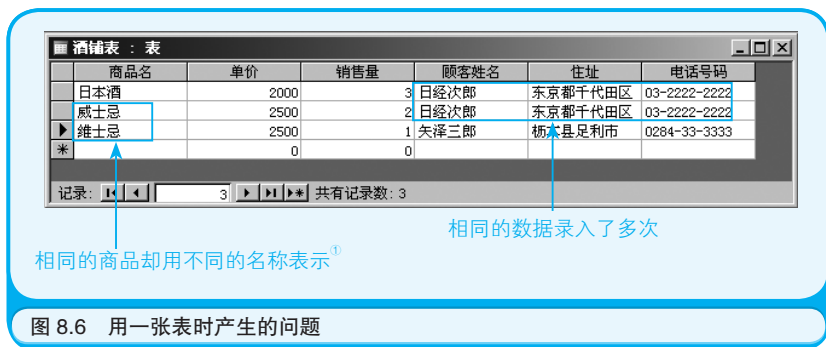 酒铺表 : 表
商品名 单价 销售量 顾客姓名 住址 电话号码
日本酒 2000 3 日经次郎 东京都千代田区 03-2222-2222
威士忌 2500 2 日经次郎 东京都千代田区 03-2222-2222
维士忌 2500 1 矢泽三郎 枥木县足利市 0284-33-3333
* 0 0
记录: 3 共有记录数: 3
相同的数据录入了多次
相同的商品却用不同的名称表示①
图 8.6 用一张表时产生的问题